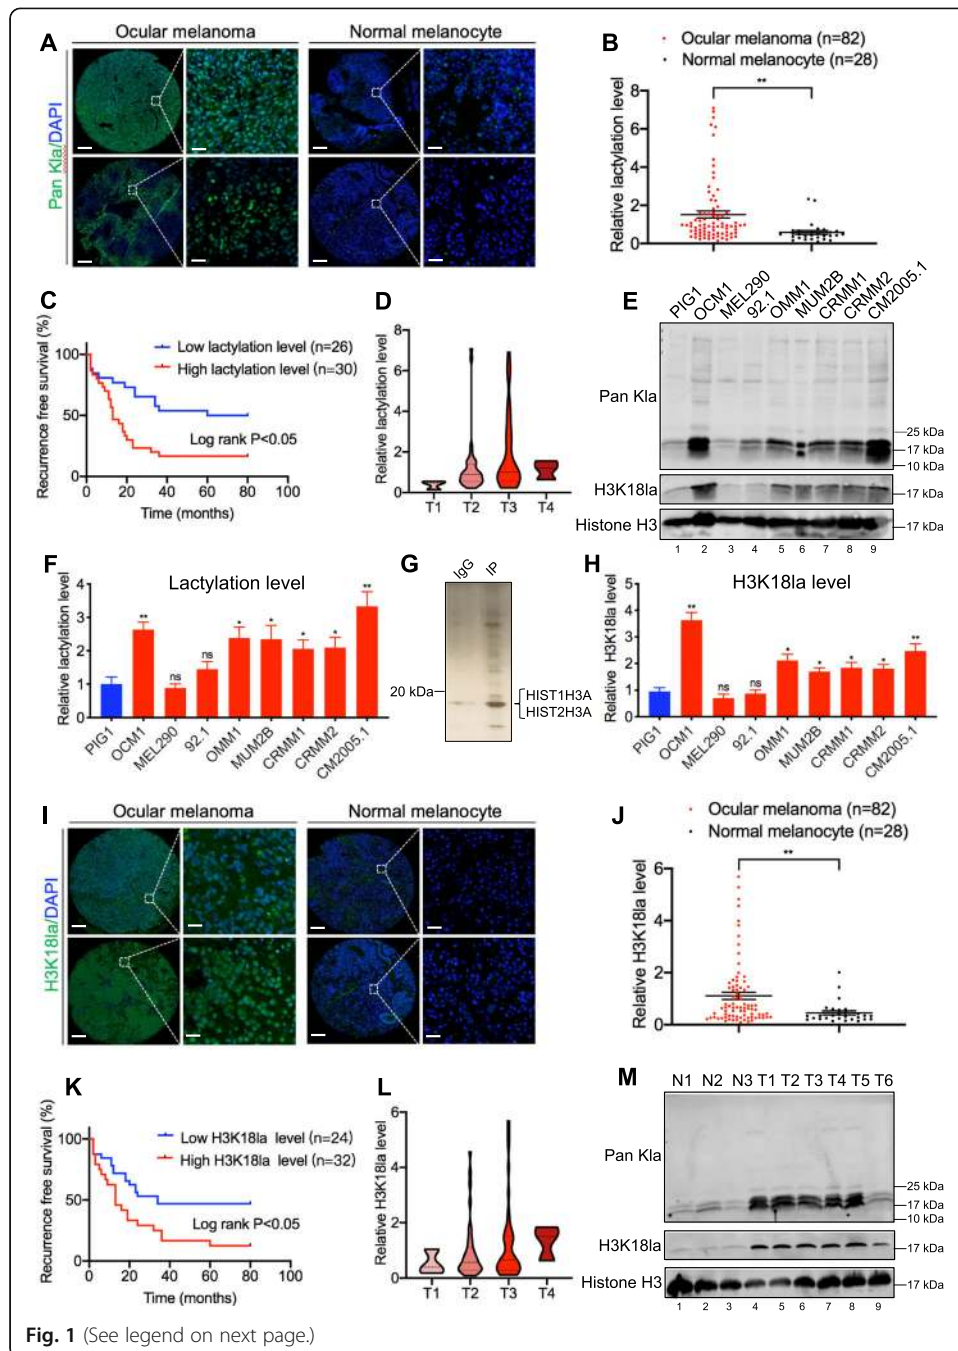 A
Ocular melanoma
Normal melanocyte
Pan Kla/DAPI
B
Ocular melanoma (n=82)
Normal melanocyte (n=28)
**
Relative lactylation level
8
6
4
2
0
C
Recurrence free survival (%)
Low lactylation level (n=26)
High lactylation level (n=30)
Log rank P<0.05
100
50
0
0 20 40 60 80 100
Time (months)
D
Relative lactylation level
8
6
4
2
0
T1 T2 T3 T4
E
PIG1 OCM1 MEL290 92.1 OMM1 MUM2B CRMM1 CRMM2 CM2005.1
Pan Kla
25 kDa
17 kDa
10 kDa
H3K18la
17 kDa
Histone H3
17 kDa
1 2 3 4 5 6 7 8 9
F
Lactylation level
Relative lactylation level
4
3
2
1
0
** ns ns * * * * **
PIG1 OCM1 MEL290 92.1 OMM1 MUM2B CRMM1 CRMM2 CM2005.1
G
IgG IP
20 kDa
HIST1H3A
HIST2H3A
H
H3K18la level
Relative H3K18la level
5
4
3
2
1
0
** ns ns * * * * **
PIG1 OCM1 MEL290 92.1 OMM1 MUM2B CRMM1 CRMM2 CM2005.1
I
Ocular melanoma
Normal melanocyte
H3K18la/DAPI
J
Ocular melanoma (n=82)
Normal melanocyte (n=28)
**
Relative H3K18la level
6
4
2
0
K
Recurrence free survival (%)
Low H3K18la level (n=24)
High H3K18la level (n=32)
Log rank P<0.05
100
50
0
0 20 40 60 80 100
Time (months)
L
Relative H3K18la level
6
4
2
0
T1 T2 T3 T4
M
N1 N2 N3 T1 T2 T3 T4 T5 T6
Pan Kla
25 kDa
17 kDa
10 kDa
H3K18la
17 kDa
Histone H3
17 kDa
1 2 3 4 5 6 7 8 9
Fig. 1 (See legend on next page.)